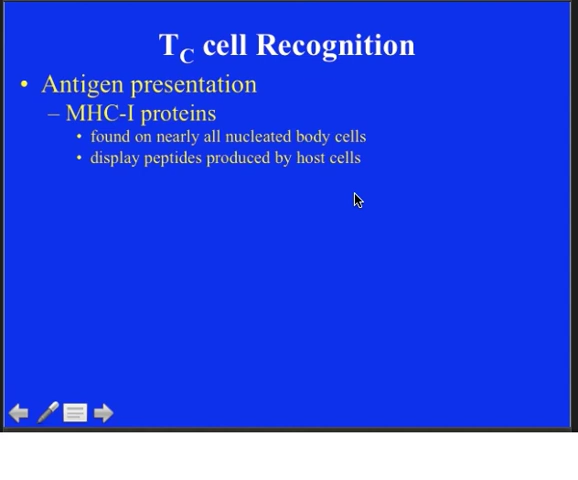 TC cell Recognition
• Antigen presentation
– MHC-I proteins
• found on nearly all nucleated body cells
• display peptides produced by host cells